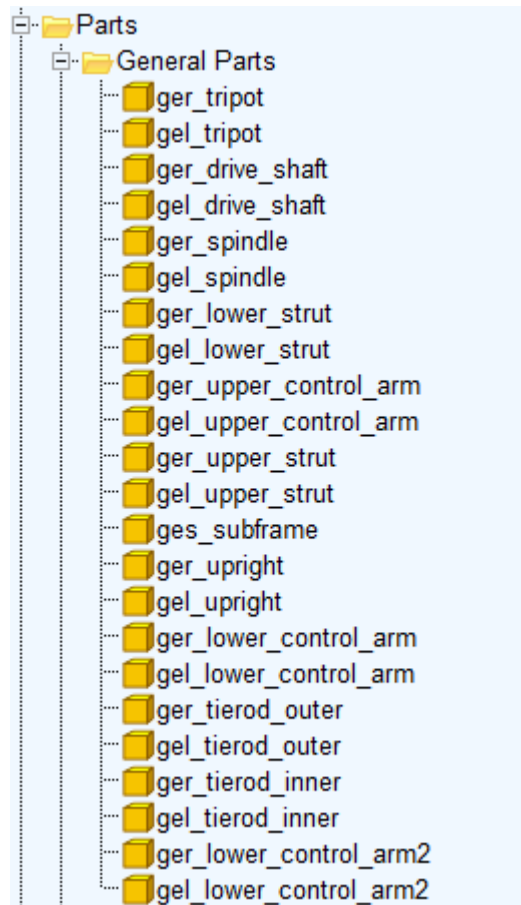 Parts
General Parts
ger_tripot
gel_tripot
ger_drive_shaft
gel_drive_shaft
ger_spindle
gel_spindle
ger_lower_strut
gel_lower_strut
ger_upper_control_arm
gel_upper_control_arm
ger_upper_strut
gel_upper_strut
ges_subframe
ger_upright
gel_upright
ger_lower_control_arm
gel_lower_control_arm
ger_tierod_outer
gel_tierod_outer
ger_tierod_inner
gel_tierod_inner
ger_lower_control_arm2
gel_lower_control_arm2